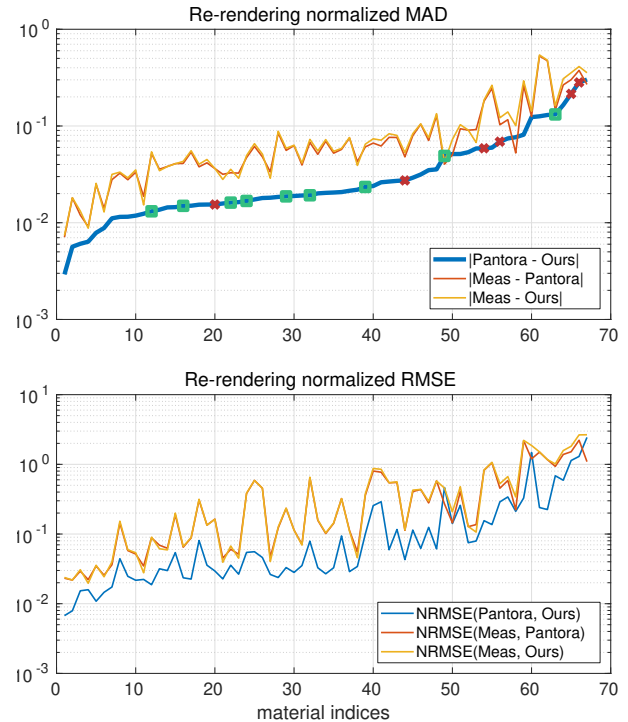 Re-rendering normalized MAD
10^0
10^-1
10^-2
10^-3
0 10 20 30 40 50 60 70
|Pantora - Ours|
|Meas - Pantora|
|Meas - Ours|
Re-rendering normalized RMSE
10^1
10^0
10^-1
10^-2
10^-3
0 10 20 30 40 50 60 70
NRMSE(Pantora, Ours)
NRMSE(Meas, Pantora)
NRMSE(Meas, Ours)
material indices